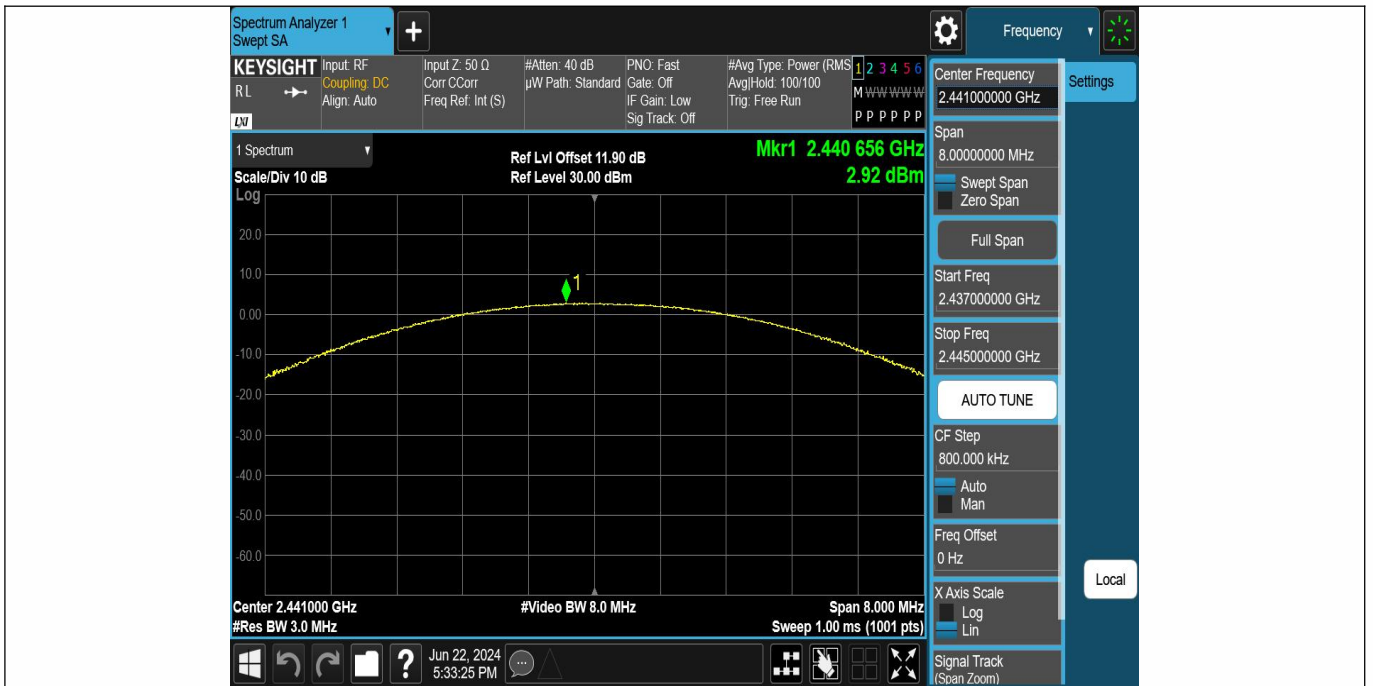 Spectrum Analyzer 1
Swept SA
Frequency
KEYSIGHT
RL
LXI
Input: RF
Coupling: DC
Align: Auto
Input Z: 50 Ω
Corr CCorr
Freq Ref: Int (S)
#Atten: 40 dB
µW Path: Standard
PNO: Fast
Gate: Off
IF Gain: Low
Sig Track: Off
#Avg Type: Power (RMS
Avg|Hold: 100/100
Trig: Free Run
1 2 3 4 5 6
M W W W W W
P P P P P P
1 Spectrum
Scale/Div 10 dB
Log
Ref Lvl Offset 11.90 dB
Ref Level 30.00 dBm
Mkr1 2.440 656 GHz
2.92 dBm
20.0
10.0
0.00
-10.0
-20.0
-30.0
-40.0
-50.0
-60.0
1
Center 2.441000 GHz
#Res BW 3.0 MHz
#Video BW 8.0 MHz
Span 8.000 MHz
Sweep 1.00 ms (1001 pts)
Jun 22, 2024
5:33:25 PM
?
Center Frequency
2.441000000 GHz
Settings
Span
8.00000000 MHz
Swept Span
Zero Span
Full Span
Start Freq
2.437000000 GHz
Stop Freq
2.445000000 GHz
AUTO TUNE
CF Step
800.000 kHz
Auto
Man
Freq Offset
0 Hz
Local
X Axis Scale
Log
Lin
Signal Track
(Span Zoom)